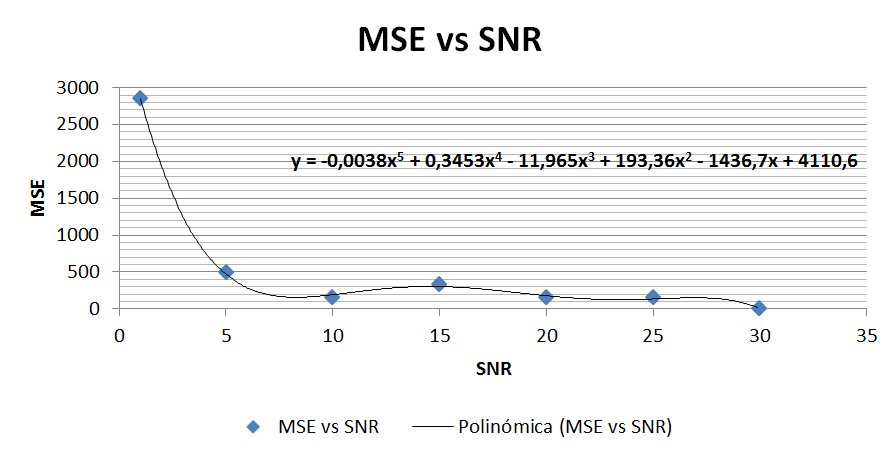 MSE vs SNR
3000
2500
2000
1500
1000
500
0
MSE
y = -0,0038x⁵ + 0,3453x⁴ - 11,965x³ + 193,36x² - 1436,7x + 4110,6
0 5 10 15 20 25 30 35
SNR
MSE vs SNR
Polinómica (MSE vs SNR)